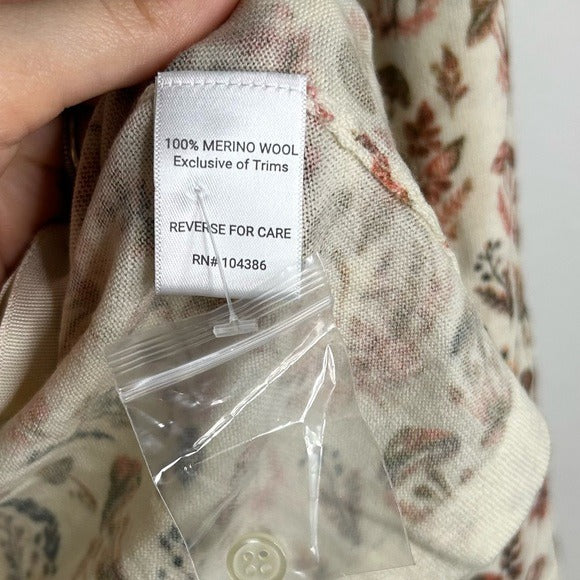 100% MERINO WOOL
Exclusive of Trims
REVERSE FOR CARE
RN# 104386